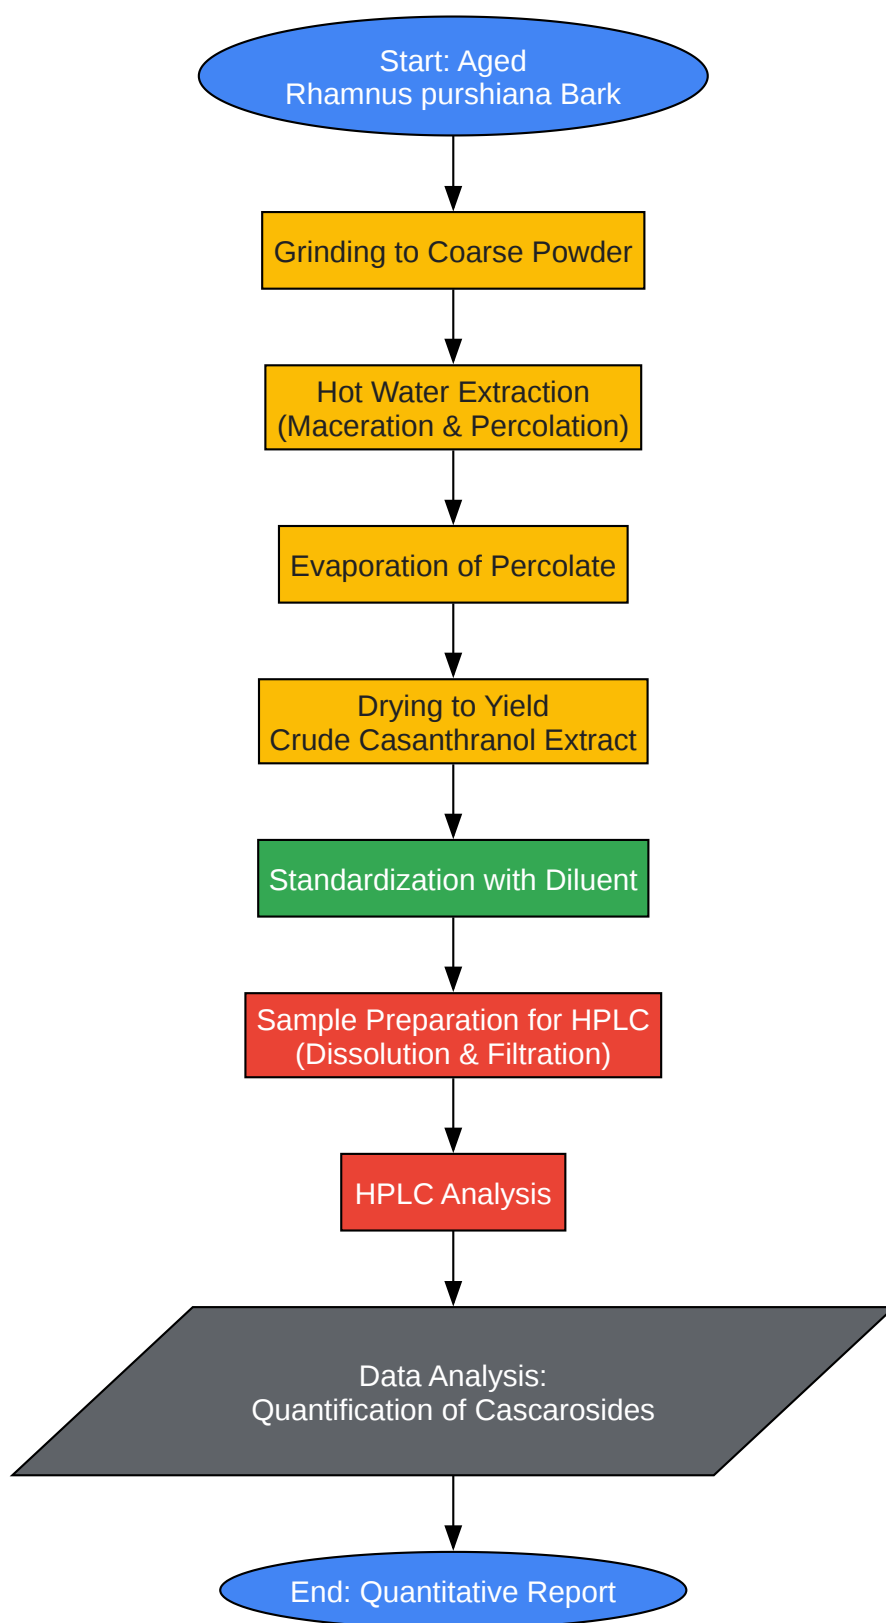 Start: Aged
Rhamnus purshiana Bark
Grinding to Coarse Powder
Hot Water Extraction
(Maceration & Percolation)
Evaporation of Percolate
Drying to Yield
Crude Casanthranol Extract
Standardization with Diluent
Sample Preparation for HPLC
(Dissolution & Filtration)
HPLC Analysis
Data Analysis:
Quantification of Cascarosides
End: Quantitative Report